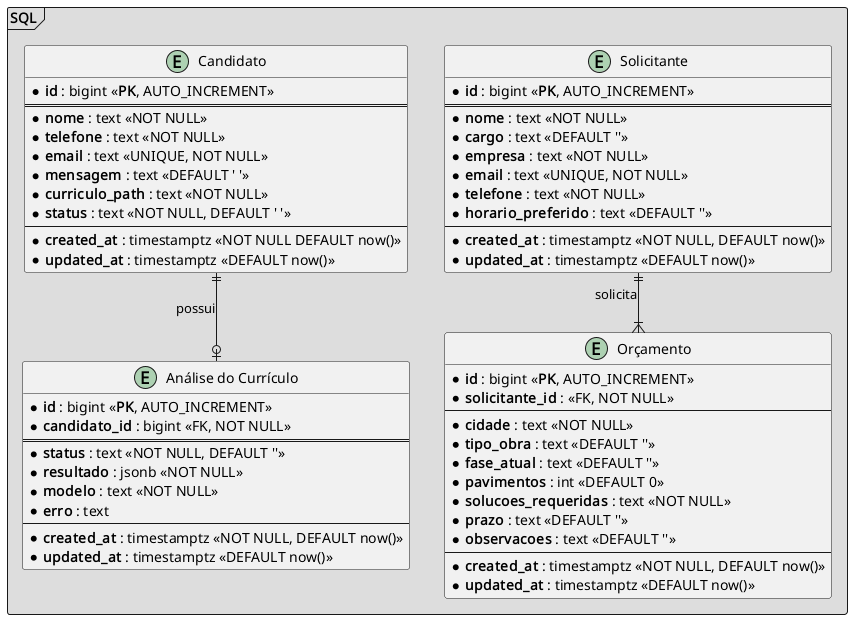 SQL
E Candidato
* id : bigint «PK, AUTO_INCREMENT»
* nome : text «NOT NULL»
* telefone : text «NOT NULL»
* email : text «UNIQUE, NOT NULL»
* mensagem : text «DEFAULT ' '»
* curriculo_path : text «NOT NULL»
* status : text «NOT NULL, DEFAULT ' '»
* created_at : timestamptz «NOT NULL DEFAULT now()»
* updated_at : timestamptz «DEFAULT now()»
possui
E Análise do Currículo
* id : bigint «PK, AUTO_INCREMENT»
* candidato_id : bigint «FK, NOT NULL»
* status : text «NOT NULL, DEFAULT ''»
* resultado : jsonb «NOT NULL»
* modelo : text «NOT NULL»
* erro : text
* created_at : timestamptz «NOT NULL, DEFAULT now()»
* updated_at : timestamptz «DEFAULT now()»
E Solicitante
* id : bigint «PK, AUTO_INCREMENT»
* nome : text «NOT NULL»
* cargo : text «DEFAULT ''»
* empresa : text «NOT NULL»
* email : text «UNIQUE, NOT NULL»
* telefone : text «NOT NULL»
* horario_preferido : text «DEFAULT ''»
* created_at : timestamptz «NOT NULL, DEFAULT now()»
* updated_at : timestamptz «DEFAULT now()»
solicita
E Orçamento
* id : bigint «PK, AUTO_INCREMENT»
* solicitante_id : «FK, NOT NULL»
* cidade : text «NOT NULL»
* tipo_obra : text «DEFAULT ''»
* fase_atual : text «DEFAULT ''»
* pavimentos : int «DEFAULT 0»
* solucoes_requeridas : text «NOT NULL»
* prazo : text «DEFAULT ''»
* observacoes : text «DEFAULT ''»
* created_at : timestamptz «NOT NULL, DEFAULT now()»
* updated_at : timestamptz «DEFAULT now()»